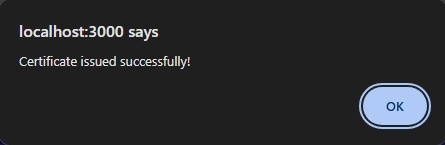 localhost:3000 says
Certificate issued successfully!
OK